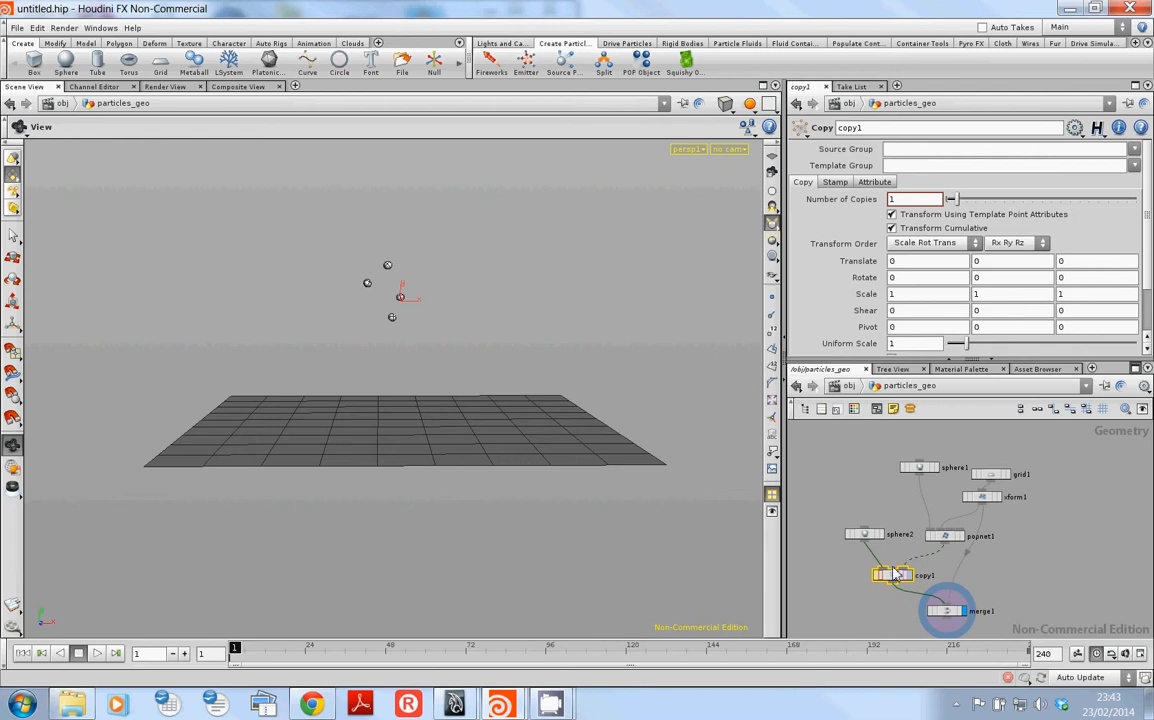 untitled.hip - Houdini FX Non-Commercial
File Edit Render Windows Help
Auto Takes Main
Create Modify Model Polygon Deform Texture Character Auto Rigs Animation Clouds
Lights and Ca... Create Particl... Drive Particles Rigid Bodies Particle Fluids Fluid Contai... Populate Cont... Container Tools Pyro FX Cloth Wires Fur Drive Simula...
Box Sphere Tube Torus Grid Metaball LSystem Platonic... Curve Circle Font File Null
Fireworks Emitter Source P... Split POP Object Squishy O...
Scene View Channel Editor Render View Composite View
copy1 Take List
obj particles_geo
obj particles_geo
View
Copy copy1
persp1 no cam
Source Group
Template Group
Copy Stamp Attribute
Number of Copies 1
Transform Using Template Point Attributes
Transform Cumulative
Transform Order Scale Rot Trans Rx Ry Rz
Translate 0 0 0
Rotate 0 0 0
Scale 1 1 1
Shear 0 0 0
Pivot 0 0 0
Uniform Scale 1
/obj/particles_geo Tree View Material Palette Asset Browser
obj particles_geo
Geometry
sphere1
grid1
xform1
sphere2
popnet1
copy1
merge1
Non-Commercial Edition
Non-Commercial Edition
1 1 1 24 48 72 96 120 144 168 192 216 240
Auto Update
23:43
23/02/2014